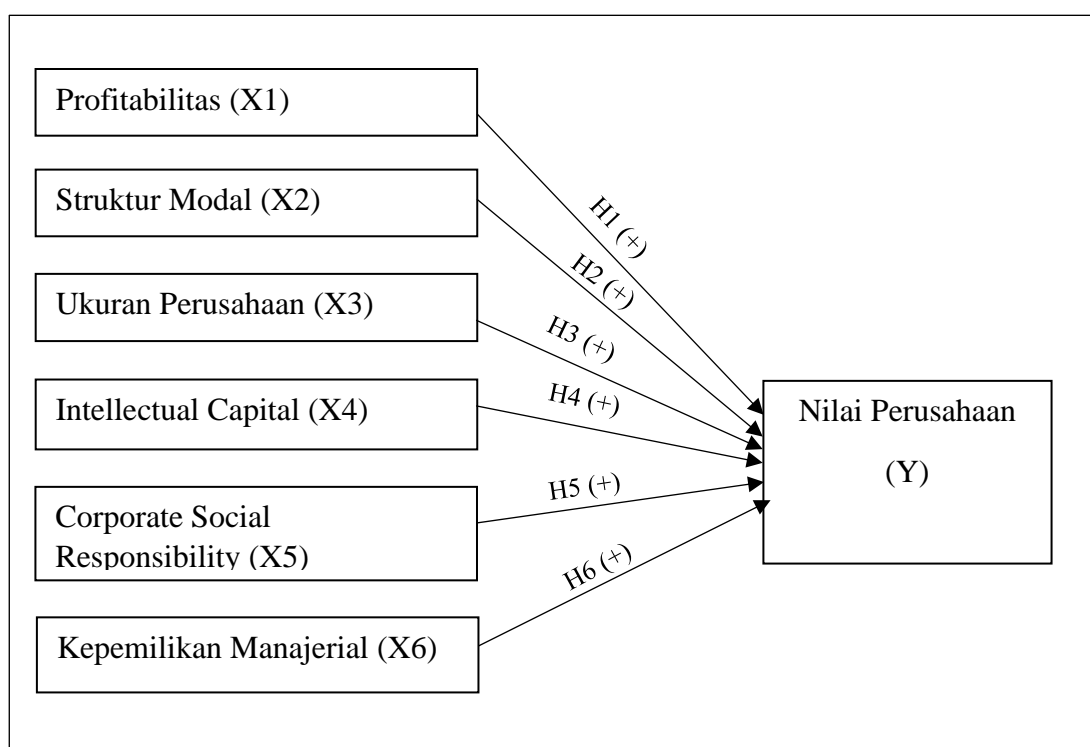 Profitabilitas (X1)
Struktur Modal (X2)
Ukuran Perusahaan (X3)
Intellectual Capital (X4)
Corporate Social
Responsibility (X5)
Kepemilikan Manajerial (X6)
H1 (+)
H2 (+)
H3 (+)
H4 (+)
H5 (+)
H6 (+)
Nilai Perusahaan
(Y)